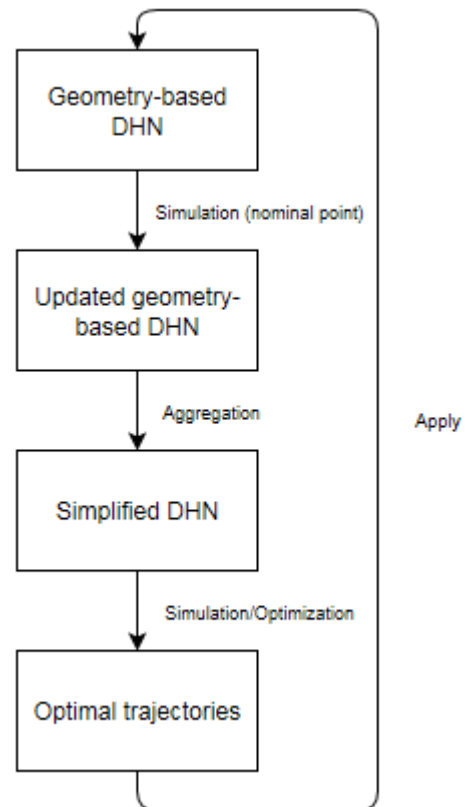 Geometry-based
DHN
Simulation (nominal point)
Updated geometry-
based DHN
Aggregation
Apply
Simplified DHN
Simulation/Optimization
Optimal trajectories